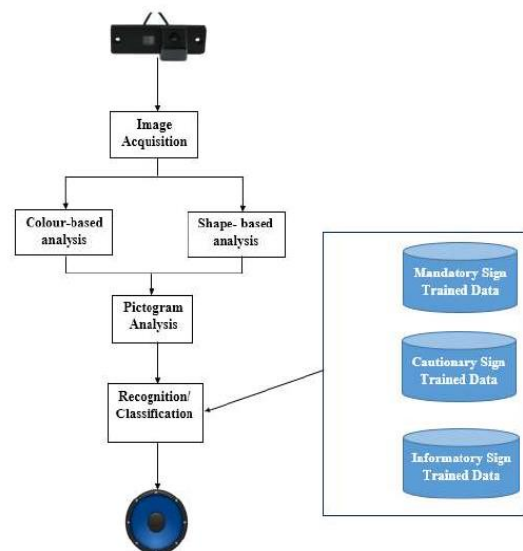 Image
Acquisition
Colour-based
analysis
Shape- based
analysis
Pictogram
Analysis
Recognition/
Classification
Mandatory Sign
Trained Data
Cautionary Sign
Trained Data
Informatory Sign
Trained Data